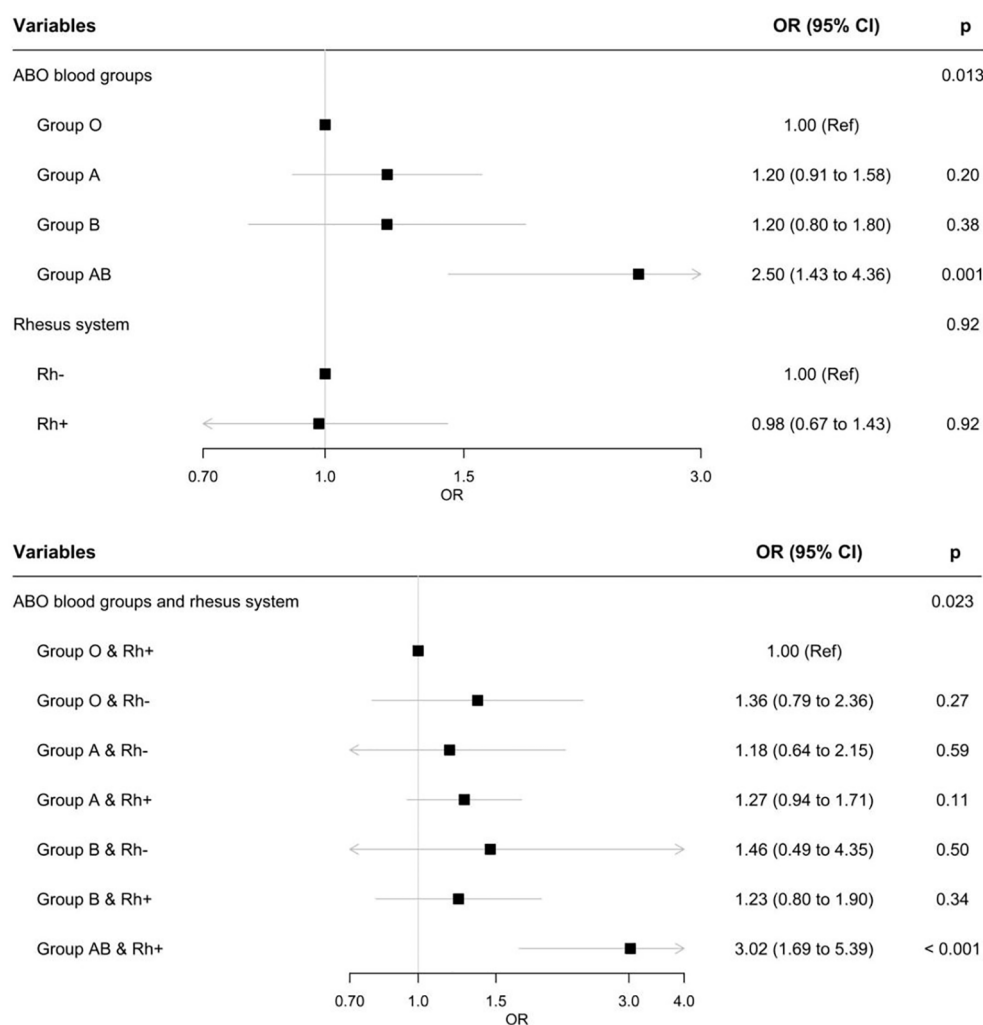 Variables OR (95% CI) p
ABO blood groups 0.013
Group O 1.00 (Ref)
Group A 1.20 (0.91 to 1.58) 0.20
Group B 1.20 (0.80 to 1.80) 0.38
Group AB 2.50 (1.43 to 4.36) 0.001
Rhesus system 0.92
Rh- 1.00 (Ref)
Rh+ 0.98 (0.67 to 1.43) 0.92
0.70 1.0 1.5 3.0
OR
Variables OR (95% CI) p
ABO blood groups and rhesus system 0.023
Group O & Rh+ 1.00 (Ref)
Group O & Rh- 1.36 (0.79 to 2.36) 0.27
Group A & Rh- 1.18 (0.64 to 2.15) 0.59
Group A & Rh+ 1.27 (0.94 to 1.71) 0.11
Group B & Rh- 1.46 (0.49 to 4.35) 0.50
Group B & Rh+ 1.23 (0.80 to 1.90) 0.34
Group AB & Rh+ 3.02 (1.69 to 5.39) < 0.001
0.70 1.0 1.5 3.0 4.0
OR